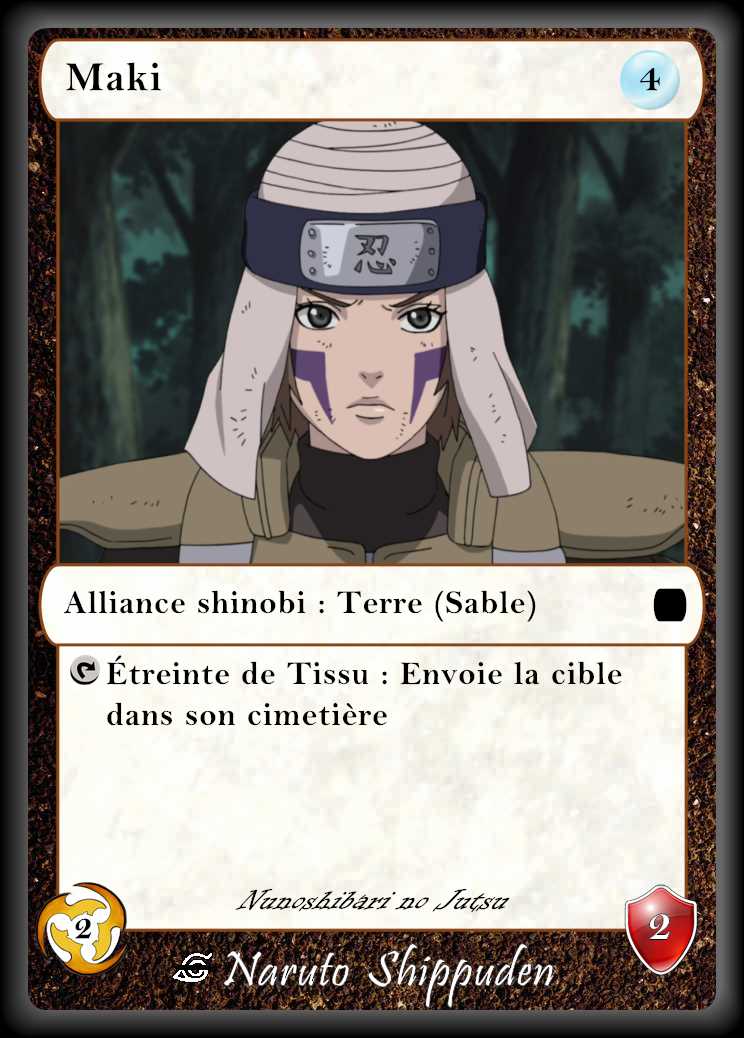 Maki
4
忍
Alliance shinobi : Terre (Sable)
Étreinte de Tissu : Envoie la cible
dans son cimetière
Nunoshibari no Jutsu
2
2
Naruto Shippuden